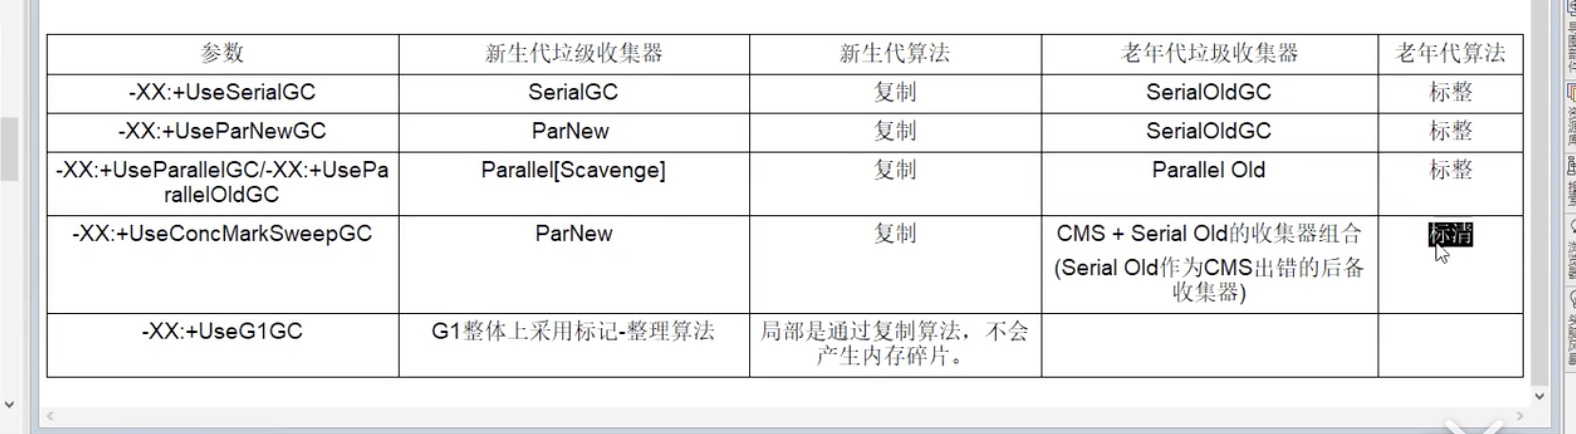 参数 新生代垃级收集器 新生代算法 老年代垃圾收集器 老年代算法
-XX:+UseSerialGC SerialGC 复制 SerialOldGC 标整
-XX:+UseParNewGC ParNew 复制 SerialOldGC 标整
-XX:+UseParallelGC/-XX:+UsePa Parallel[Scavenge] 复制 Parallel Old 标整
rallelOldGC
-XX:+UseConcMarkSweepGC ParNew 复制 CMS + Serial Old的收集器组合 标清
(Serial Old作为CMS出错的后备
收集器)
-XX:+UseG1GC G1整体上采用标记-整理算法 局部是通过复制算法，不会
产生内存碎片。
资源库